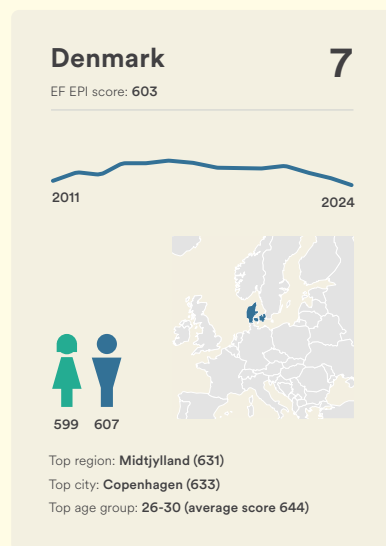 Denmark
7
EF EPI score: 603
2011
2024
599 607
Top region: Midtjylland (631)
Top city: Copenhagen (633)
Top age group: 26-30 (average score 644)